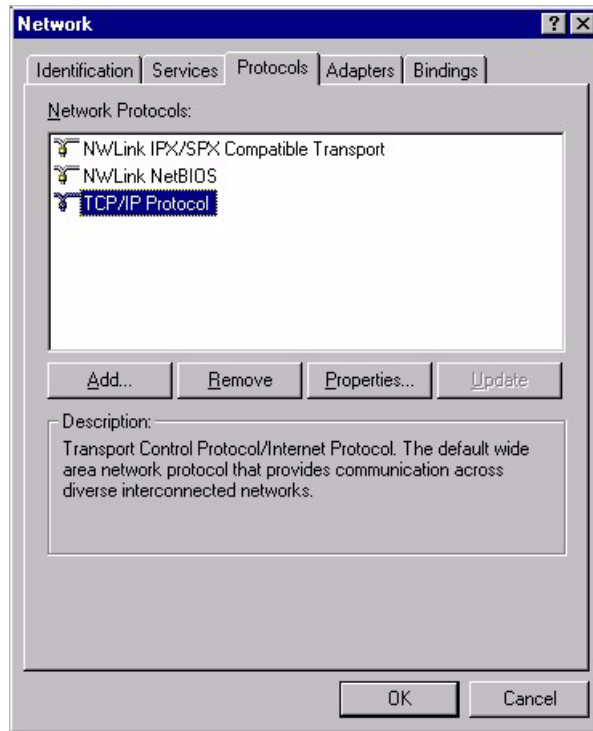 Network
Identification Services Protocols Adapters Bindings
Network Protocols:
NWLink IPX/SPX Compatible Transport
NWLink NetBIOS
TCP/IP Protocol
Add... Remove Properties... Update
Description:
Transport Control Protocol/Internet Protocol. The default wide
area network protocol that provides communication across
diverse interconnected networks.
OK Cancel